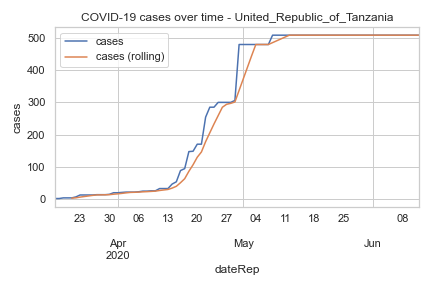 COVID-19 cases over time - United_Republic_of_Tanzania
cases
cases (rolling)
500
400
300
200
100
0
cases
23 30 06 13 20 27 04 11 18 25 08
Apr May Jun
2020
dateRep